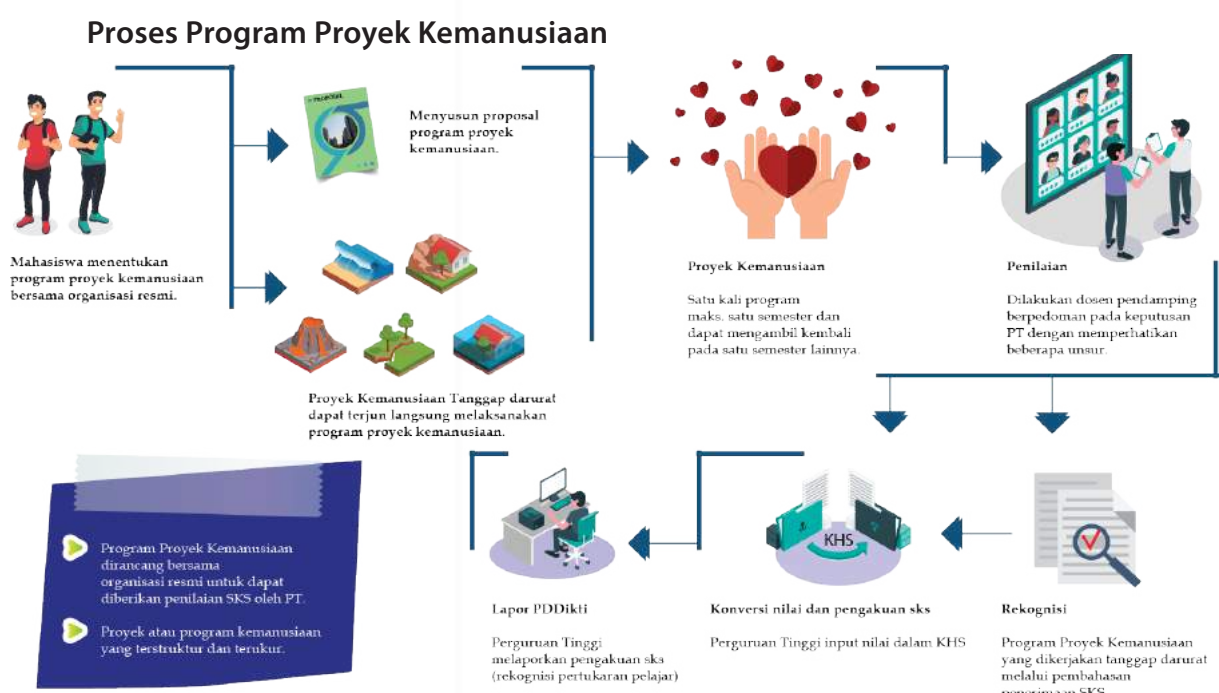 Proses Program Proyek Kemanusiaan
Mahasiswa menentukan
program proyek kemanusiaan
bersama organisasi resmi.
Menyusun proposal
program proyek
kemanusiaan.
Proyek Kemanusiaan Tanggap darurat
dapat terjun langsung melaksanakan
program proyek kemanusiaan.
Proyek Kemanusiaan
Satu kali program
maks. satu semester dan
dapat mengambil kembali
pada satu semester lainnya.
Penilaian
Dilakukan dosen pendamping
berpedoman pada keputusan
PT dengan memperhatikan
beberapa unsur.
Rekognisi
Program Proyek Kemanusiaan
yang dikerjakan tanggap darurat
melalui pembahasan
penerimaan SKS
KHS
Konversi nilai dan pengakuan sks
Perguruan Tinggi input nilai dalam KHS
Lapor PDDikti
Perguruan Tinggi
melaporkan pengakuan sks
(rekognisi pertukaran pelajar)
Program Proyek Kemanusiaan
dirancang bersama
organisasi resmi untuk dapat
diberikan penilaian SKS oleh PT.
Proyek atau program kemanusiaan
yang terstruktur dan terukur.